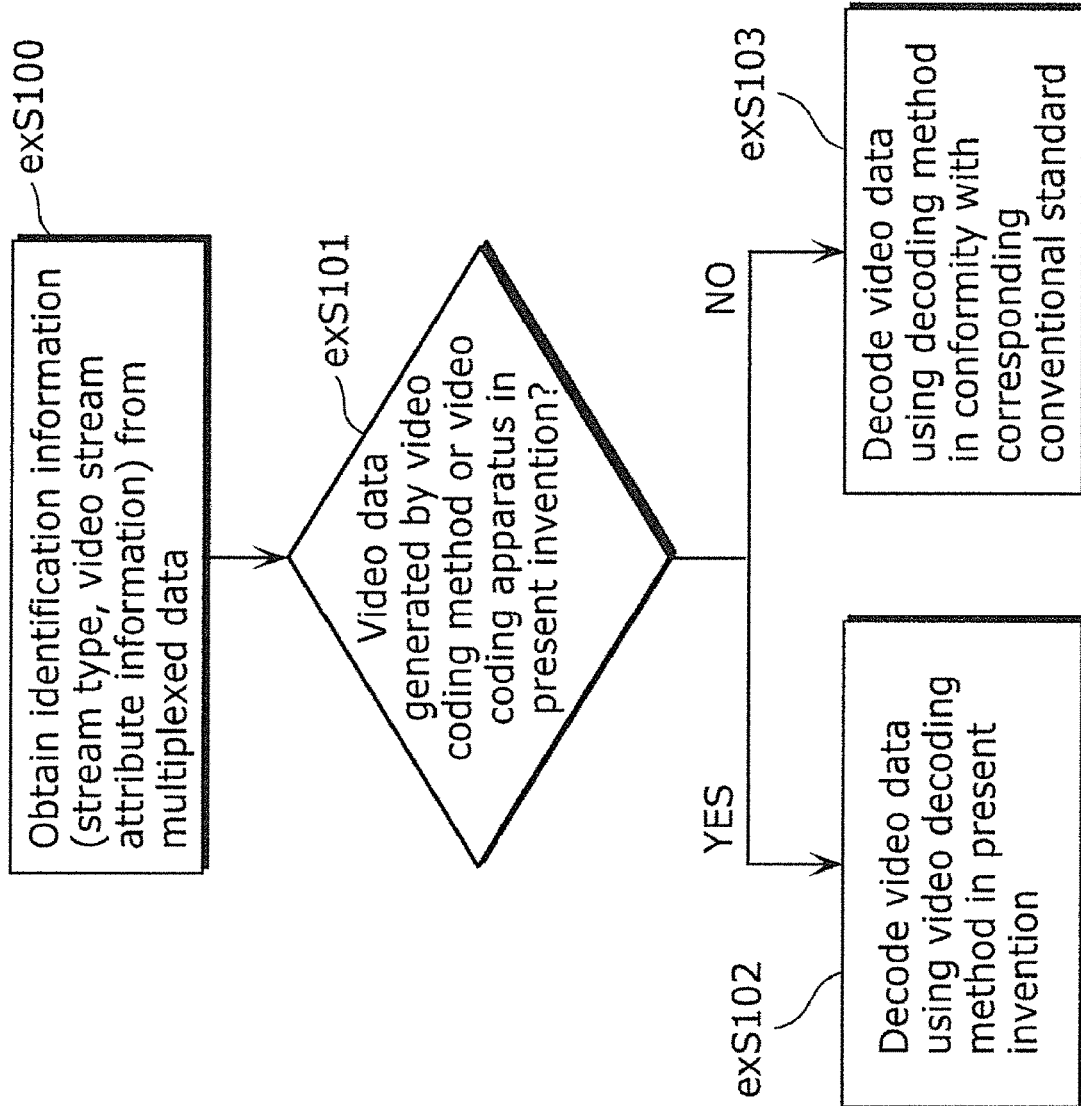 exS100
Obtain identification information
(stream type, video stream
attribute information) from
multiplexed data
exS101
Video data
generated by video
coding method or video
coding apparatus in
present invention?
YES
NO
exS102
Decode video data
using video decoding
method in present
invention
exS103
Decode video data
using decoding method
in conformity with
corresponding
conventional standard